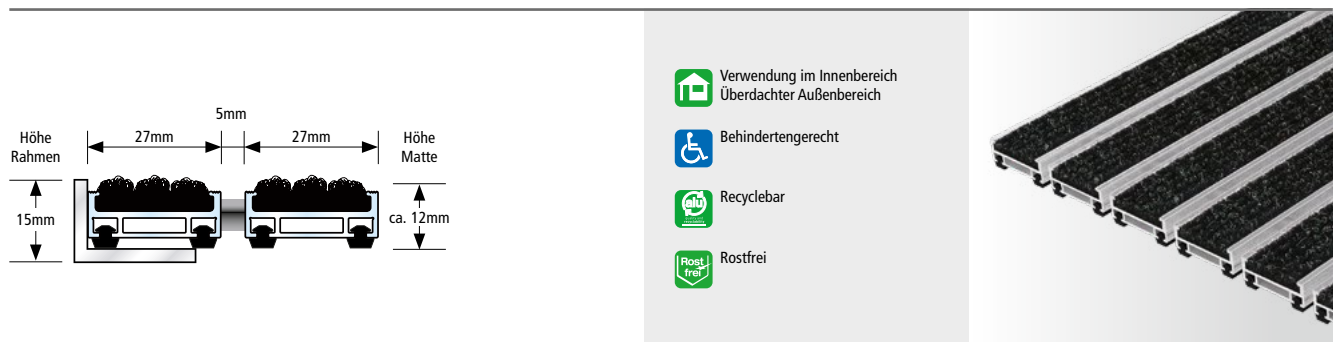 5mm
Höhe
Rahmen
27mm
27mm
Höhe
Matte
15mm
ca. 12mm
Verwendung im Innenbereich
Überdachter Außenbereich
Behindertengerecht
alu
Recyclebar
Rost
frei
Rostfrei